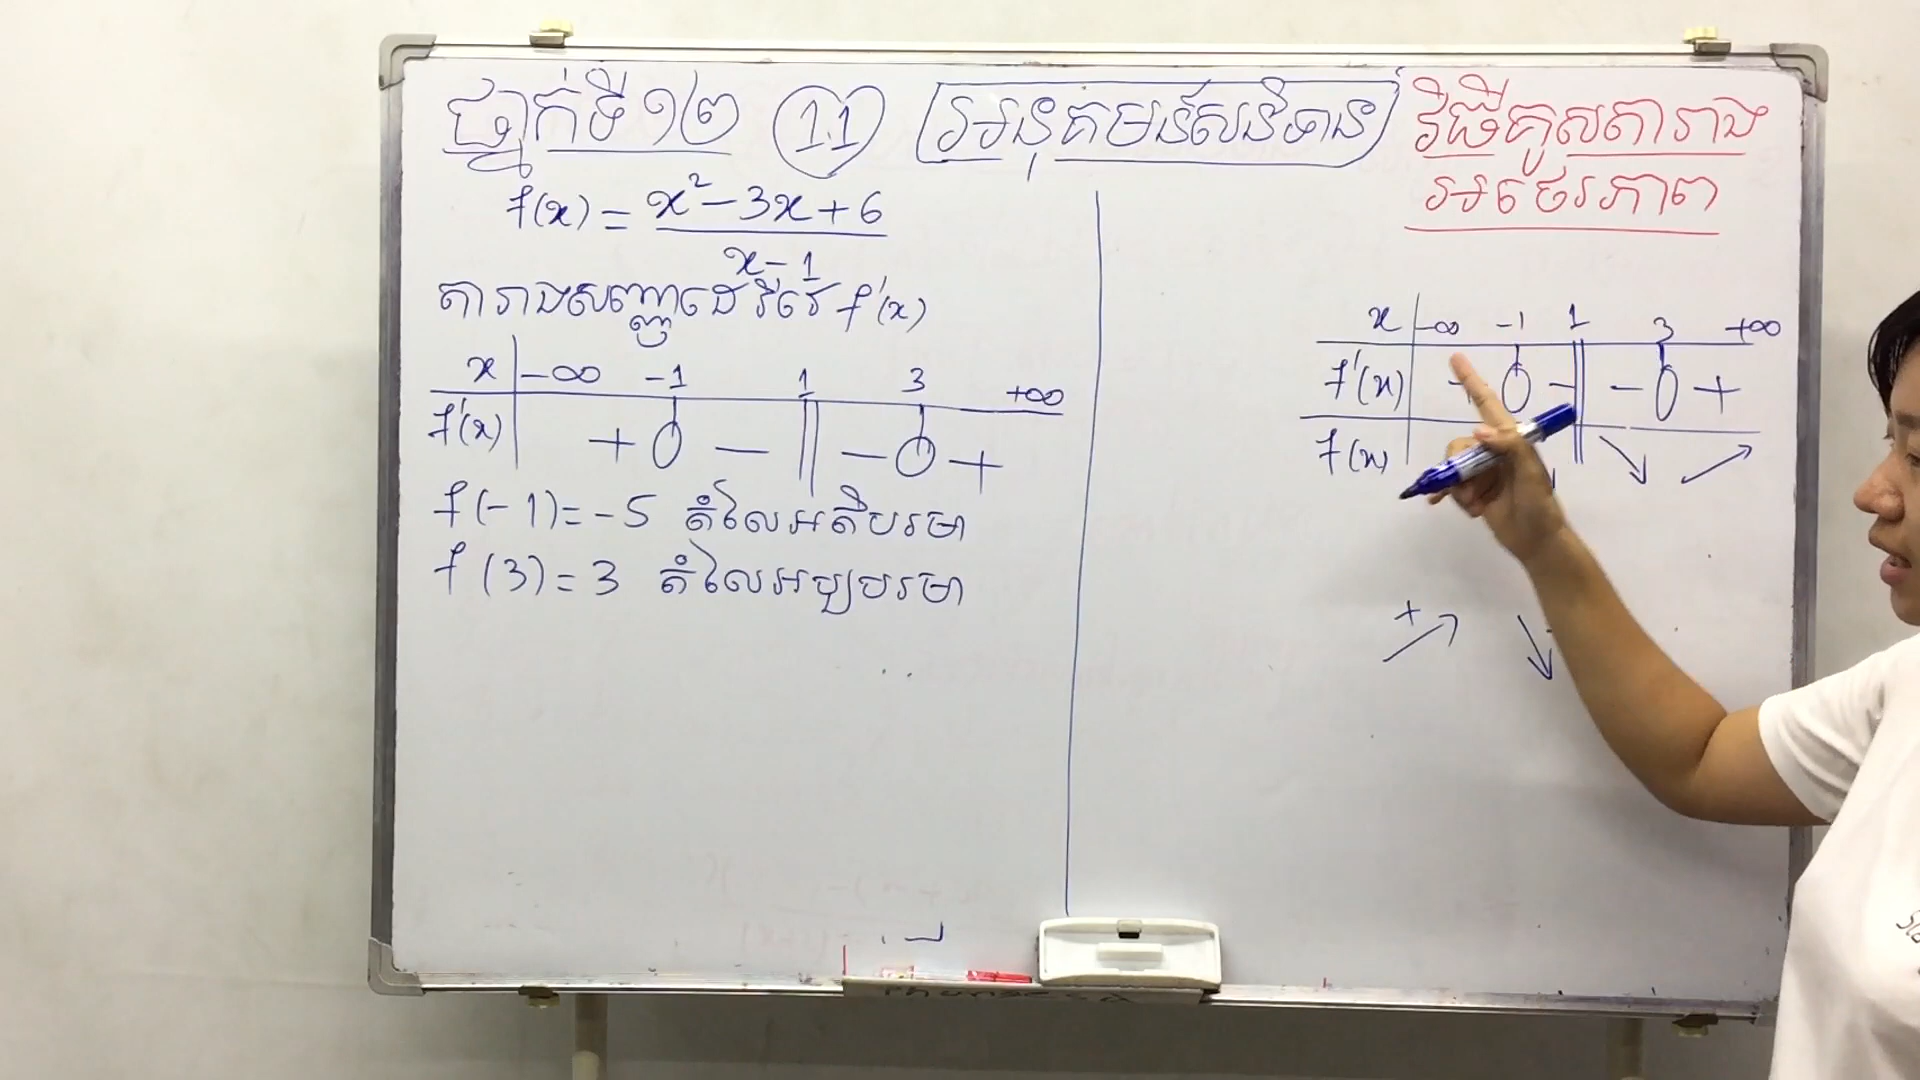 ថ្នាក់ទី១២ 11 អនុគមន៍សនិទាន វិធីគូសតារាង
អថេរភាព
f(x) = x² - 3x + 6
x - 1
តារាងសញ្ញាដេរីវេ f'(x)
x -∞ -1 1 3 +∞
f'(x) + 0 - || - 0 +
f(-1) = -5 តំលៃអតិបរមា
f(3) = 3 តំលៃអប្បបរមា
x -∞ -1 1 3 +∞
f'(x) + 0 - || - 0 +
f(x) || ↘ ↗
+
↗ ↘